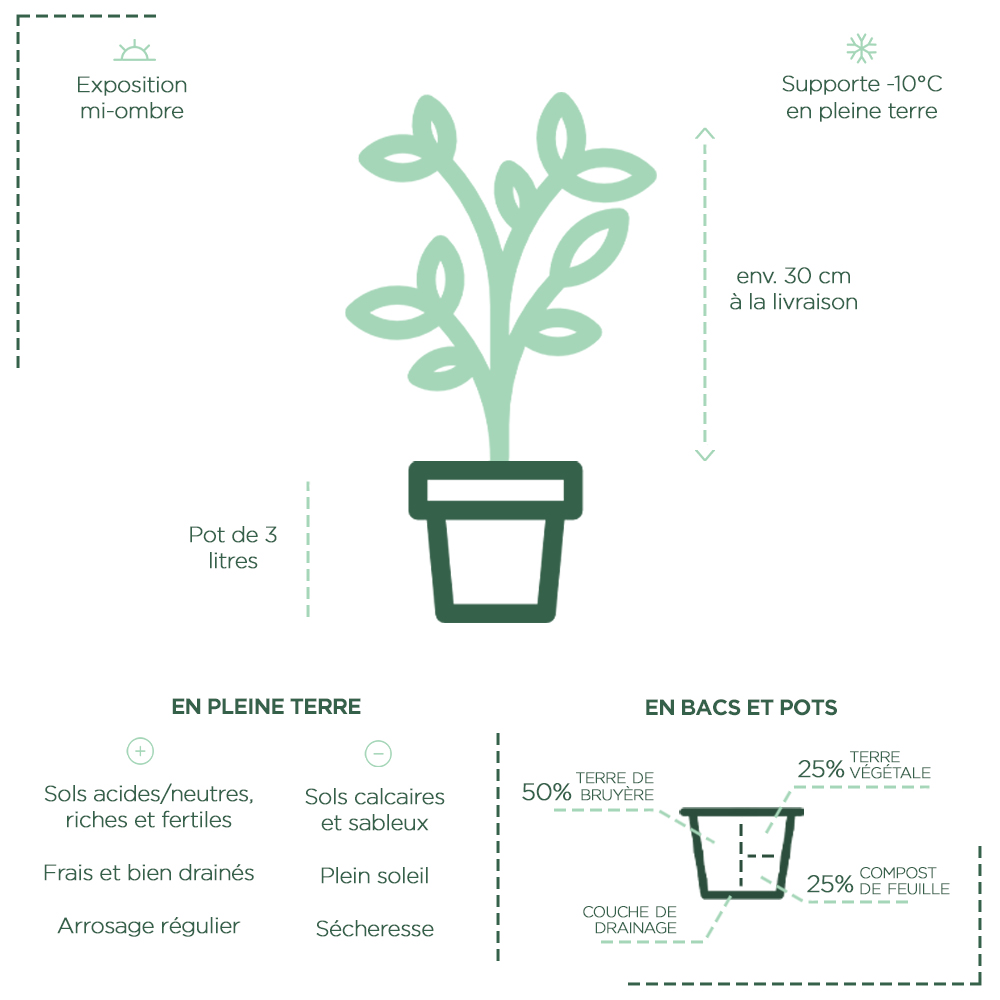 Exposition
mi-ombre
Supporte -10°C
en pleine terre
env. 30 cm
à la livraison
Pot de 3
litres
EN PLEINE TERRE
+
Sols acides/neutres,
riches et fertiles
Frais et bien drainés
Arrosage régulier
−
Sols calcaires
et sableux
Plein soleil
Sécheresse
EN BACS ET POTS
50% TERRE DE
BRUYÈRE
25% TERRE
VÉGÉTALE
25% COMPOST
DE FEUILLE
COUCHE DE
DRAINAGE